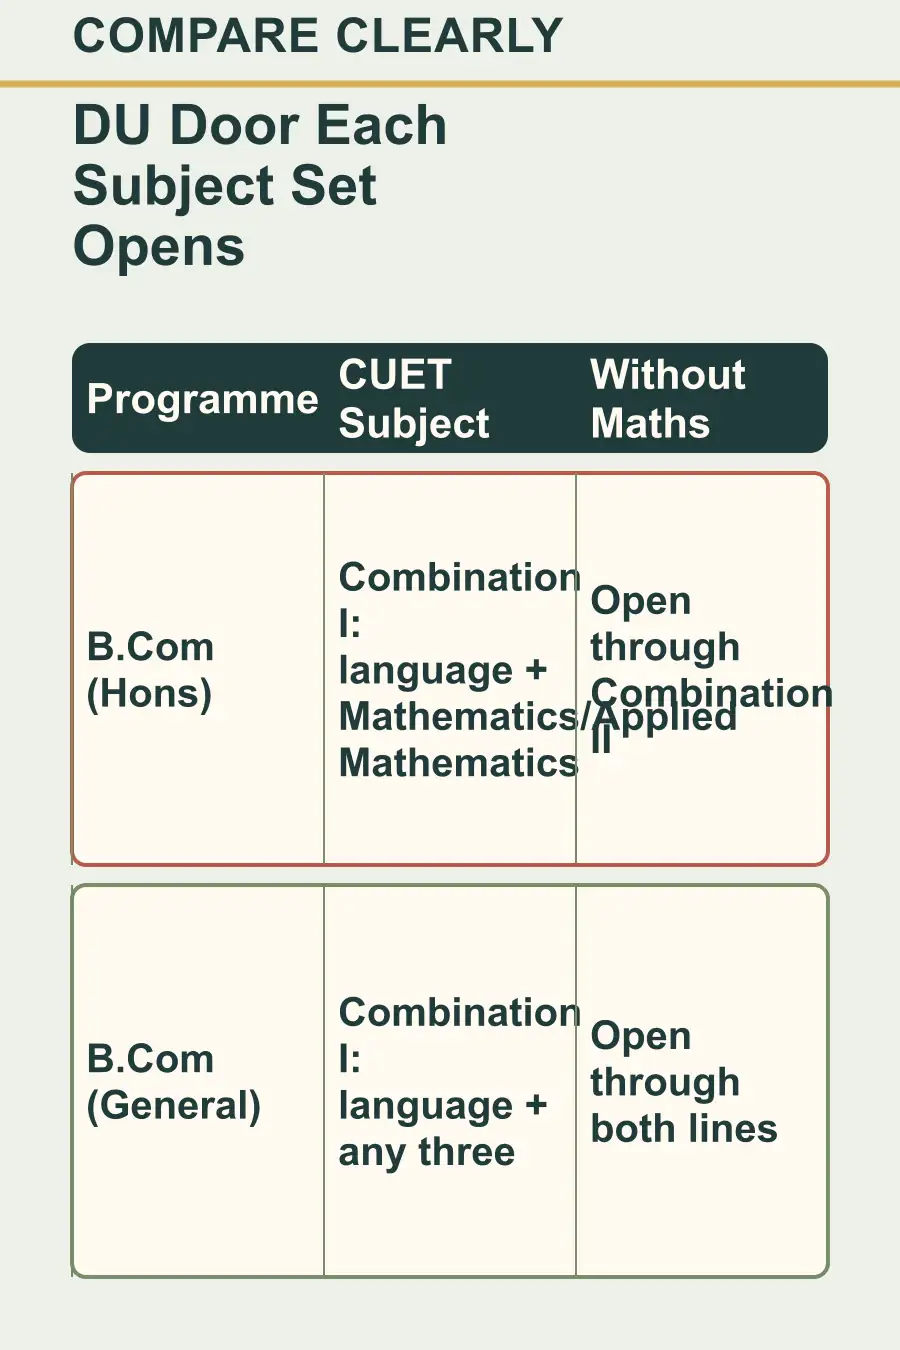 COMPARE CLEARLY
DU Door Each
Subject Set
Opens
Programme
CUET
Subject
Without
Maths
B.Com
(Hons)
Combination
I:
language +
Mathematics/Applied
Mathematics
Open
through
Combination
II
B.Com
(General)
Combination
I:
language +
any three
Open
through
both lines